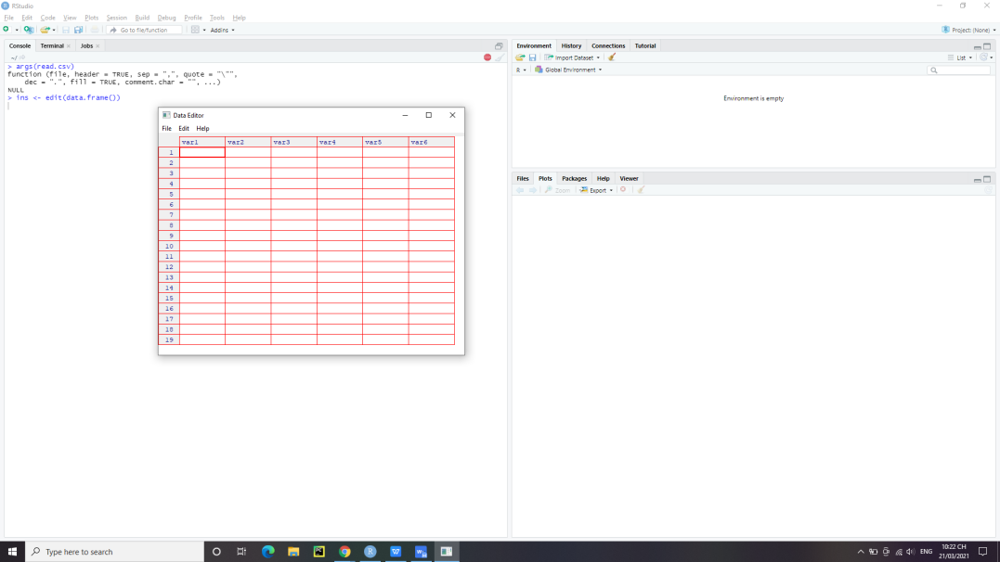 RStudio
File Edit Code View Plots Session Build Debug Profile Tools Help
Go to file/function Addins Project: (None)
Console Terminal Jobs
~/
> args(read.csv)
function (file, header = TRUE, sep = ",", quote = "\"",
    dec = ".", fill = TRUE, comment.char = "", ...)
NULL
> ins <- edit(data.frame())
Data Editor
File Edit Help
var1 var2 var3 var4 var5 var6
1
2
3
4
5
6
7
8
9
10
11
12
13
14
15
16
17
18
19
Environment History Connections Tutorial
Import Dataset List
R Global Environment
Environment is empty
Files Plots Packages Help Viewer
Zoom Export
Type here to search
ENG
10:22 CH
21/03/2021